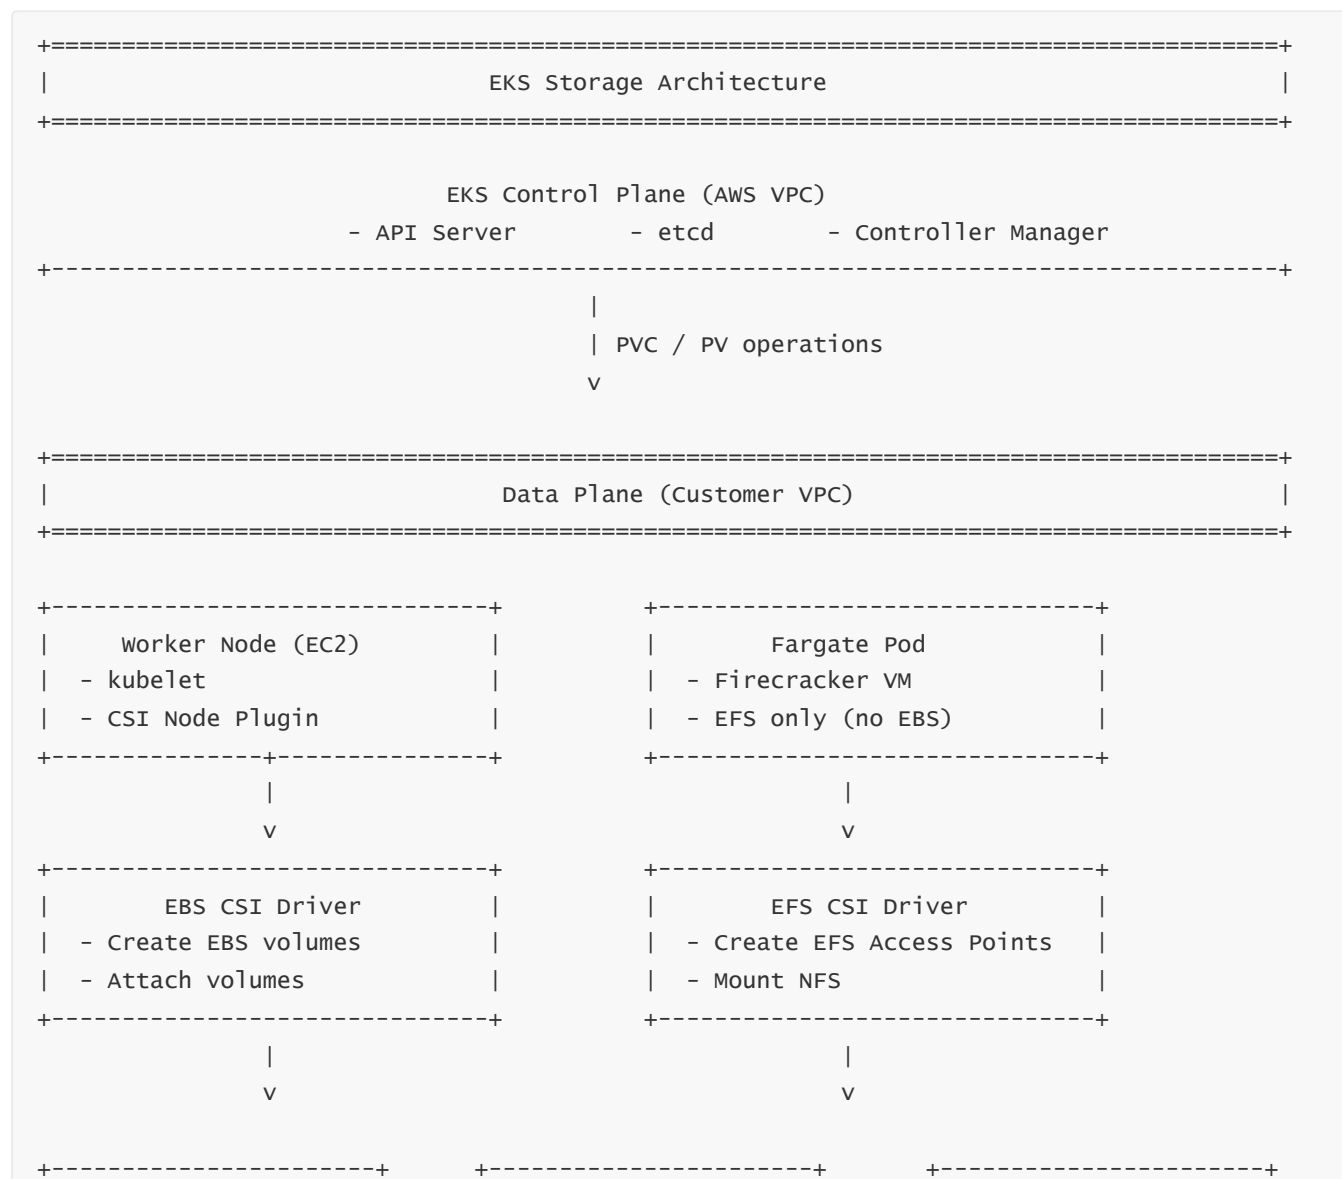 +=======================================================================================+
|                               EKS Storage Architecture                                |
+=======================================================================================+
                             EKS Control Plane (AWS VPC)
                      - API Server        - etcd        - Controller Manager
+---------------------------------------------------------------------------------------+
                                       |
                                       | PVC / PV operations
                                       v
+=======================================================================================+
|                                Data Plane (Customer VPC)                              |
+=======================================================================================+
+-------------------------------+          +-------------------------------+
|     Worker Node (EC2)         |          |        Fargate Pod            |
|  - kubelet                    |          |  - Firecracker VM             |
|  - CSI Node Plugin            |          |  - EFS only (no EBS)          |
+---------------+---------------+          +-------------------------------+
                |                                        |
                v                                        v
+-------------------------------+          +-------------------------------+
|        EBS CSI Driver         |          |        EFS CSI Driver         |
|  - Create EBS volumes         |          |  - Create EFS Access Points   |
|  - Attach volumes             |          |  - Mount NFS                  |
+-------------------------------+          +-------------------------------+
                |                                        |
                v                                        v
+-----------------------+      +-----------------------+       +-----------------------+